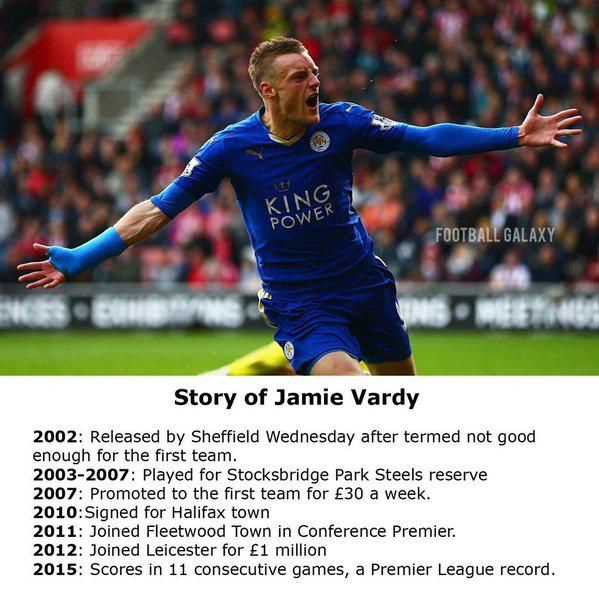 KING
POWER
FOOTBALL GALAXY
EXHIBITIONS
MEETINGS
Story of Jamie Vardy
2002: Released by Sheffield Wednesday after termed not good
enough for the first team.
2003-2007: Played for Stocksbridge Park Steels reserve
2007: Promoted to the first team for £30 a week.
2010:Signed for Halifax town
2011: Joined Fleetwood Town in Conference Premier.
2012: Joined Leicester for £1 million
2015: Scores in 11 consecutive games, a Premier League record.